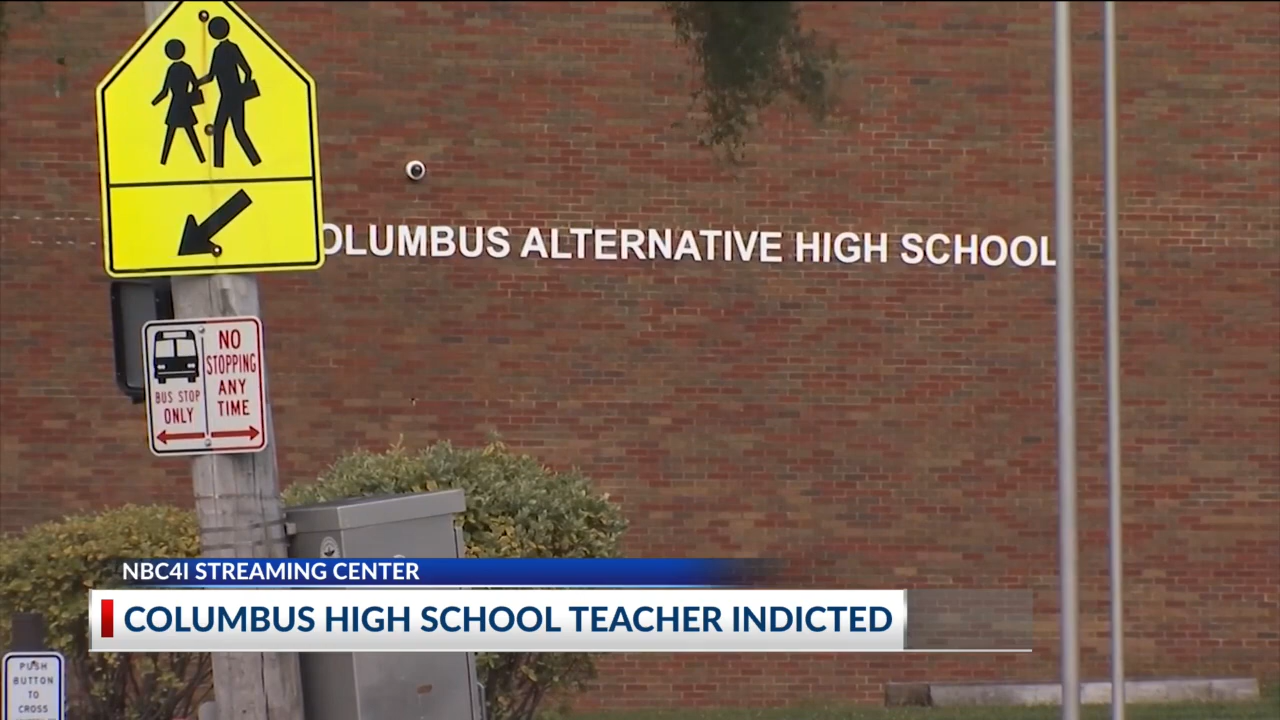 OLUMBUS ALTERNATIVE HIGH SCHOOL
NO
STOPPING
ANY
TIME
BUS STOP
ONLY
NBC4I STREAMING CENTER
COLUMBUS HIGH SCHOOL TEACHER INDICTED
PUSH
BUTTON
TO
CROSS